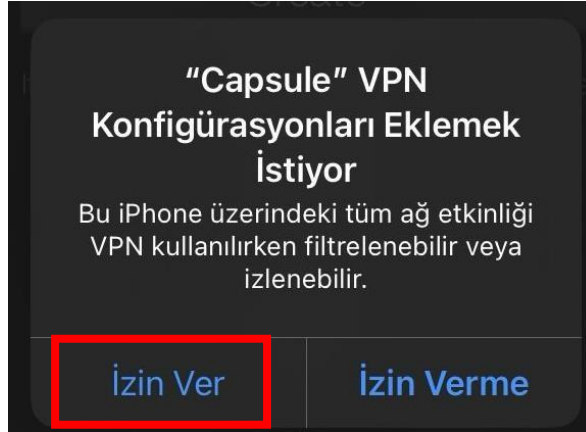 Create
“Capsule” VPN
Konfigürasyonları Eklemek
İstiyor
Bu iPhone üzerindeki tüm ağ etkinliği
VPN kullanılırken filtrelenebilir veya
izlenebilir.
İzin Ver
İzin Verme